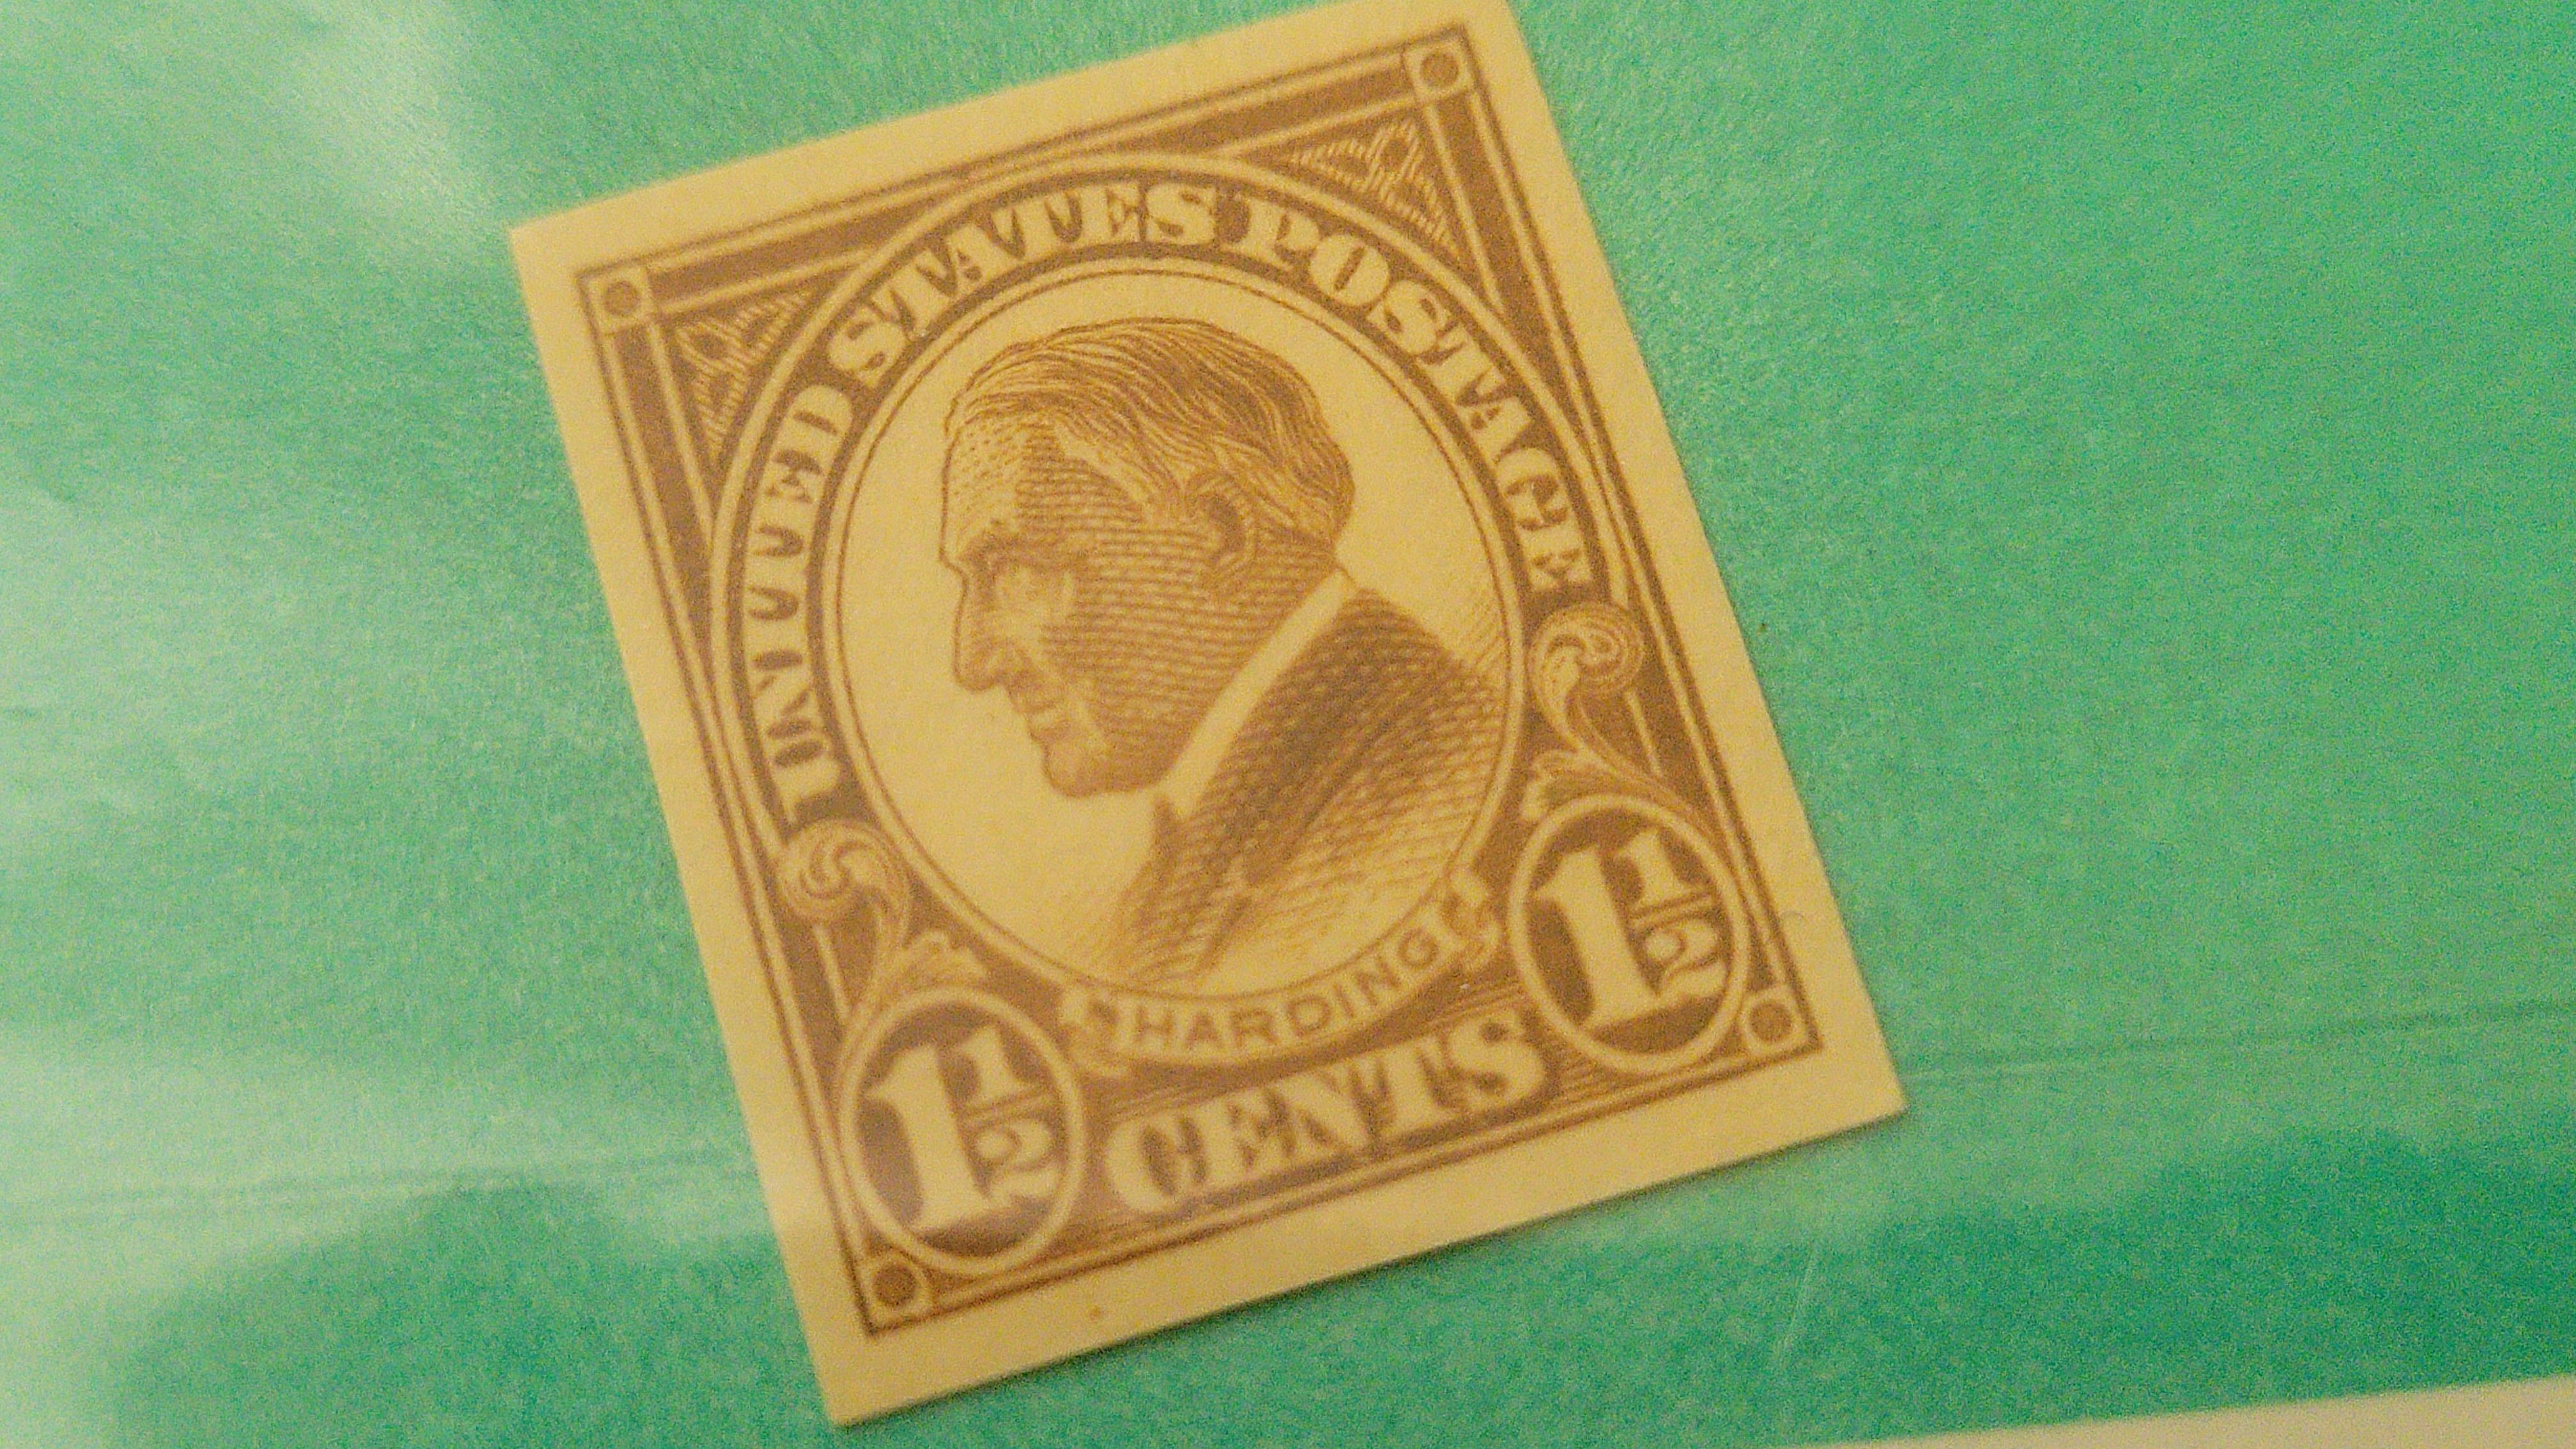 UNITED STATES POSTAGE
HARDING
1½ CENTS 1½